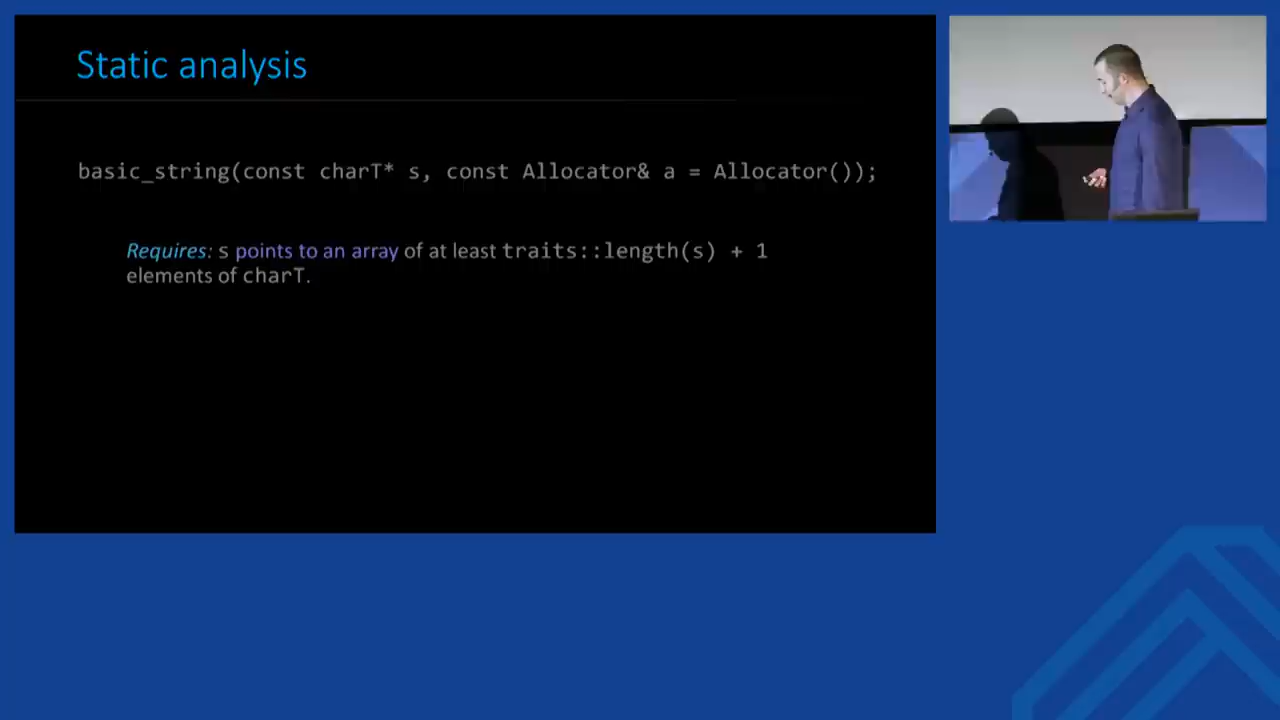 Static analysis
basic_string(const charT* s, const Allocator& a = Allocator());
Requires: s points to an array of at least traits::length(s) + 1
elements of charT.